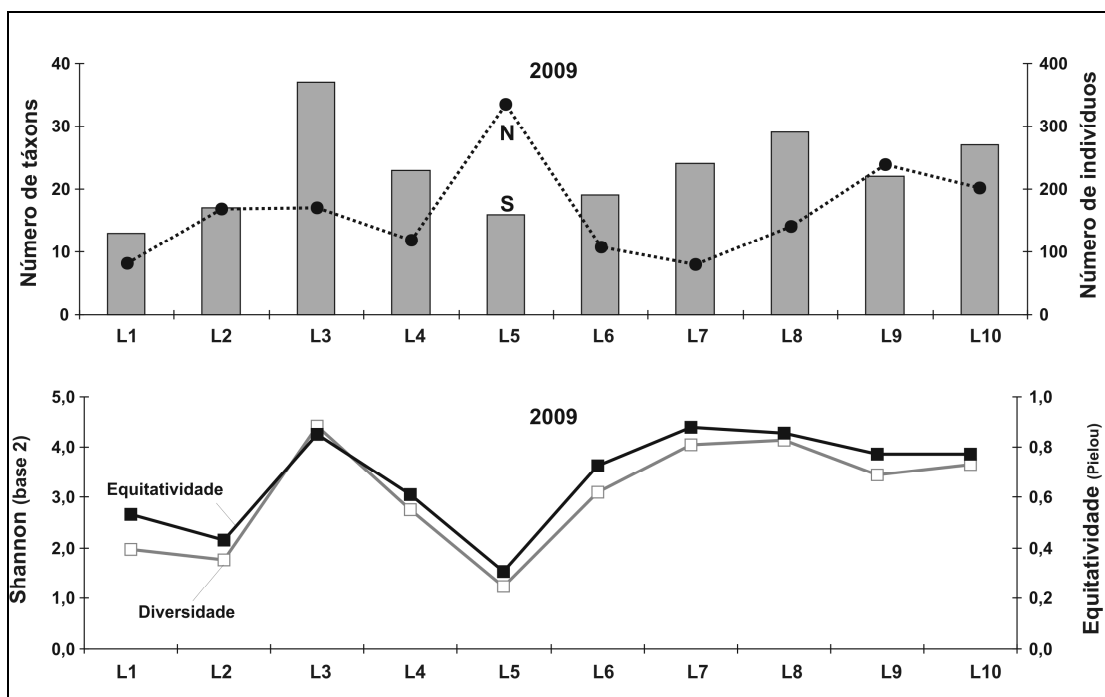 2009
Número de táxons
40
30
20
10
0
N
S
400
300
200
100
0
Número de indivíduos
L1 L2 L3 L4 L5 L6 L7 L8 L9 L10
2009
Shannon (base 2)
5,0
4,0
3,0
2,0
1,0
0,0
Equitatividade
Diversidade
1,0
0,8
0,6
0,4
0,2
0,0
Equitatividade (Pielou)
L1 L2 L3 L4 L5 L6 L7 L8 L9 L10